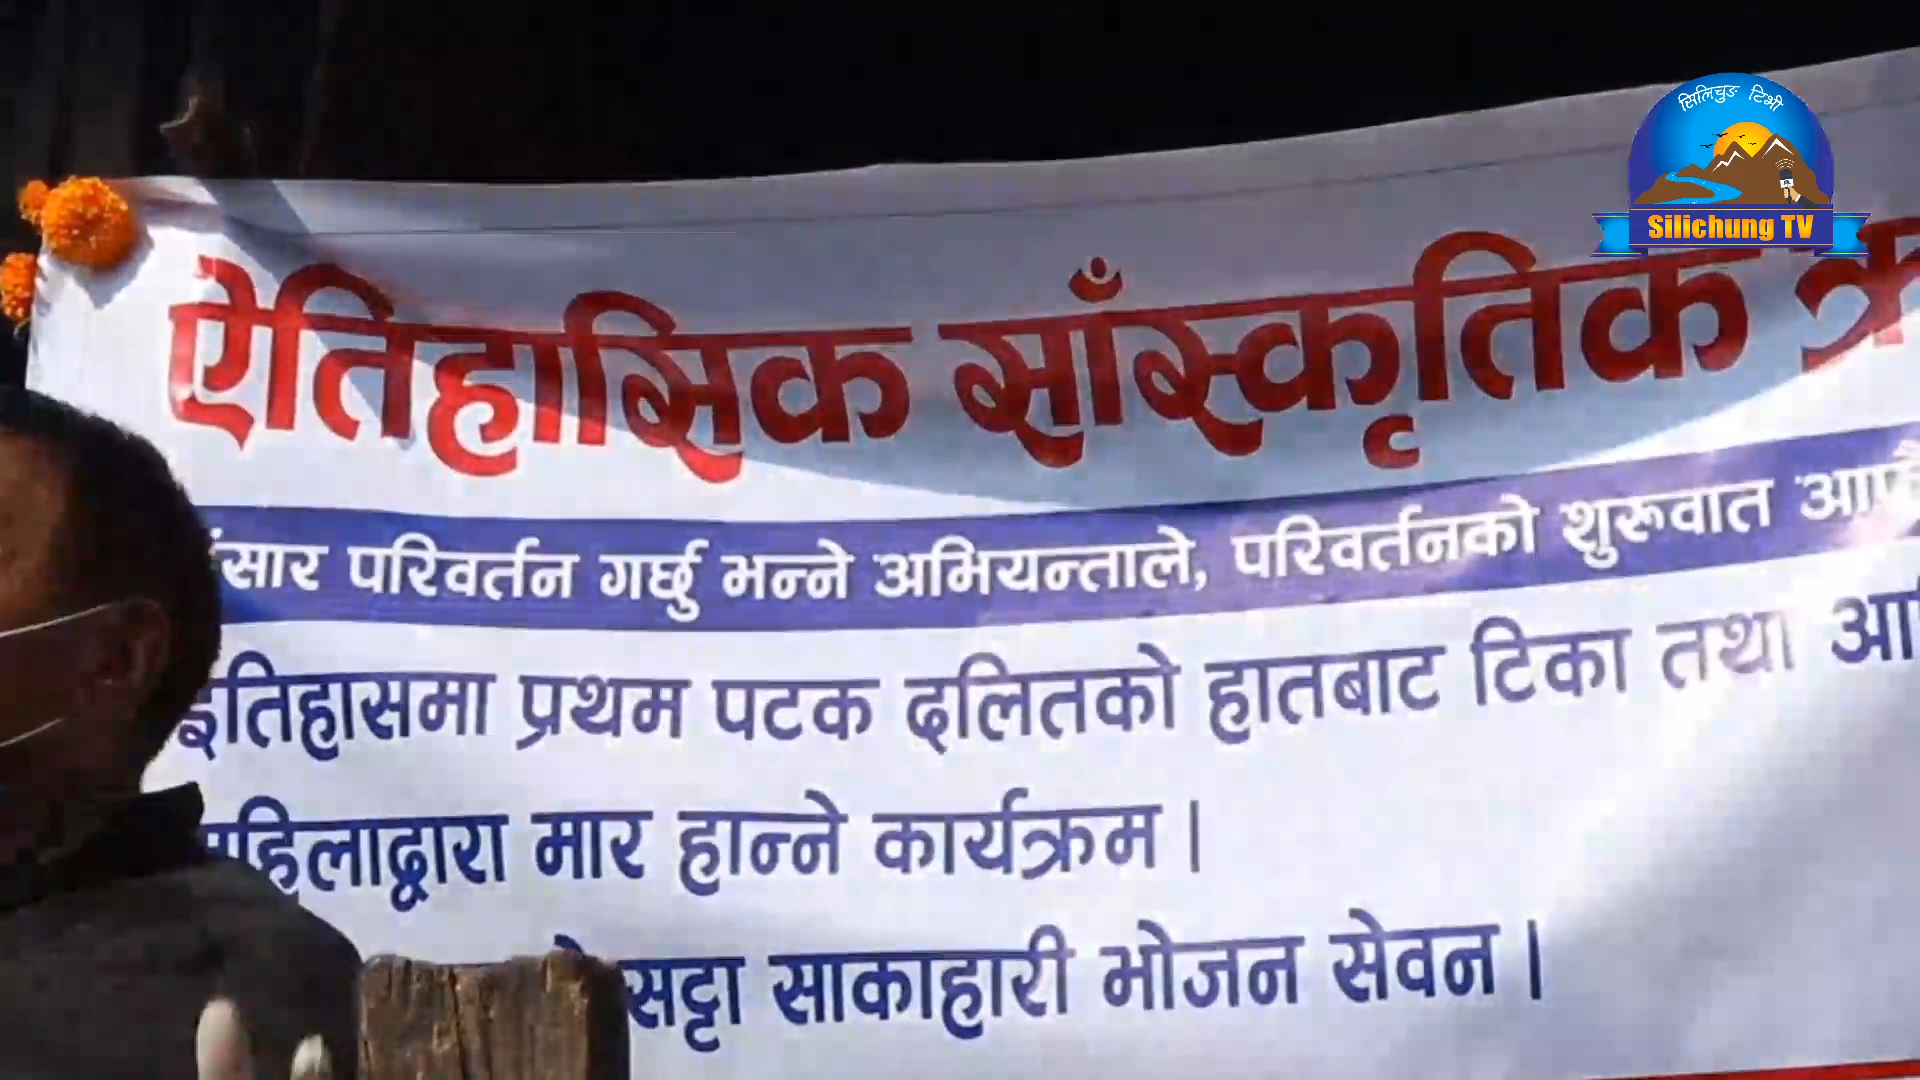 सिलिचुङ टिभी
Silichung TV
ऐतिहासिक साँस्कृतिक
परिवर्तन गर्छु भन्ने अभियन्ताले, परिवर्तनको शुरूवात
इतिहासमा प्रथम पटक दलितको हातबाट टिका तथा
महिलाद्वारा मार हान्ने कार्यक्रम ।
सट्टा साकाहारी भोजन सेवन ।